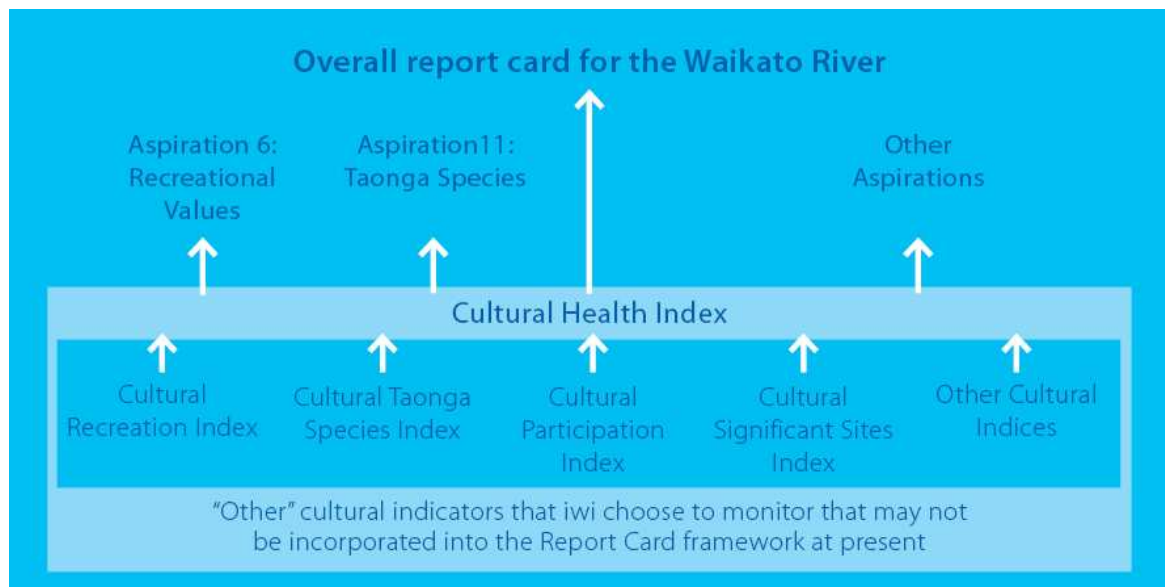 Overall report card for the Waikato River
Aspiration 6:
Recreational
Values
Aspiration11:
Taonga Species
Other
Aspirations
Cultural Health Index
Cultural
Recreation Index
Cultural Taonga
Species Index
Cultural
Participation
Index
Cultural
Significant Sites
Index
Other Cultural
Indices
“Other” cultural indicators that iwi choose to monitor that may not
be incorporated into the Report Card framework at present